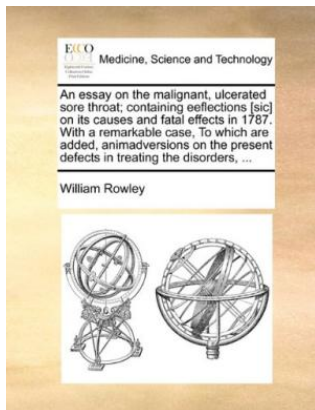 ECCO
Medicine, Science and Technology
An essay on the malignant, ulcerated
sore throat; containing eeflections [sic]
on its causes and fatal effects in 1787.
With a remarkable case, To which are
added, animadversions on the present
defects in treating the disorders, ...
William Rowley